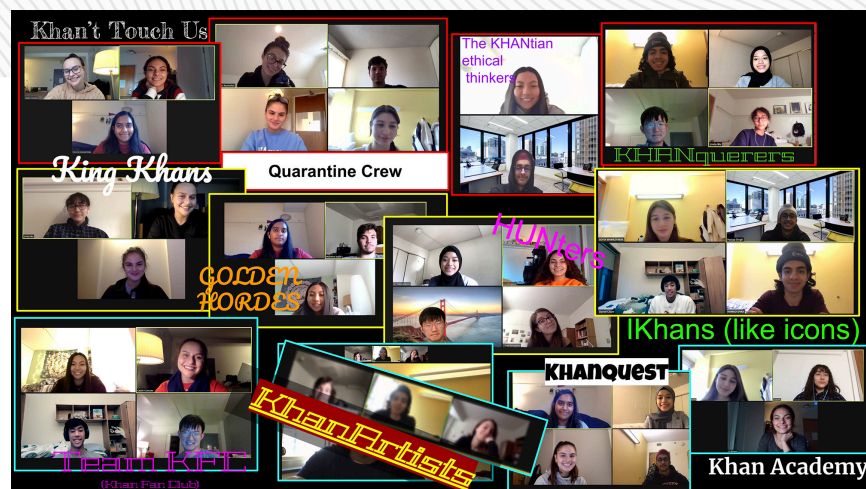 Khan't Touch Us
The KHANtian
ethical
thinkers
KHANquerers
King Khans
Quarantine Crew
HUNters
GOLDEN
HORDES
IKhans (like icons)
KHANQUEST
KhanArtists
Team KFC
(Khan Fan Club)
Khan Academy